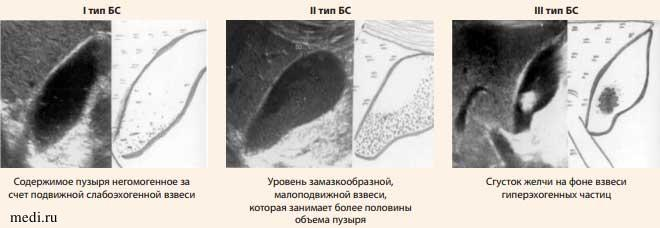 I тип БС
II тип БС
III тип БС
Содержимое пузыря негомогенное за
счет подвижной слабоэхогенной взвеси
Уровень замазкообразной,
малоподвижной взвеси,
которая занимает более половины
объема пузыря
Сгусток желчи на фоне взвеси
гиперэхогенных частиц
medi.ru